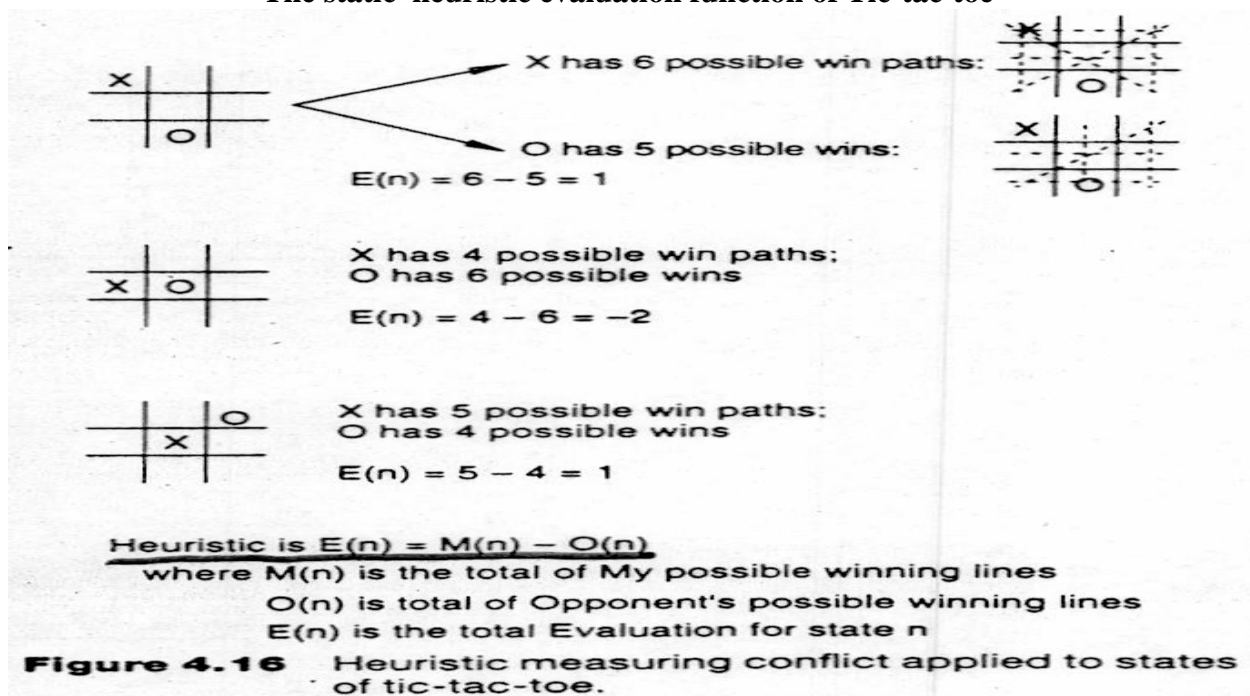 The static heuristic evaluation function of Tic-tac-toe
X has 6 possible win paths:
X
O
O has 5 possible wins:
E(n) = 6 – 5 = 1
X
O
X
O
X has 4 possible win paths;
O has 6 possible wins
X O
E(n) = 4 – 6 = –2
X has 5 possible win paths;
O has 4 possible wins
O
X
E(n) = 5 – 4 = 1
Heuristic is E(n) = M(n) – O(n)
where M(n) is the total of My possible winning lines
O(n) is total of Opponent's possible winning lines
E(n) is the total Evaluation for state n
Figure 4.16 Heuristic measuring conflict applied to states
of tic-tac-toe.